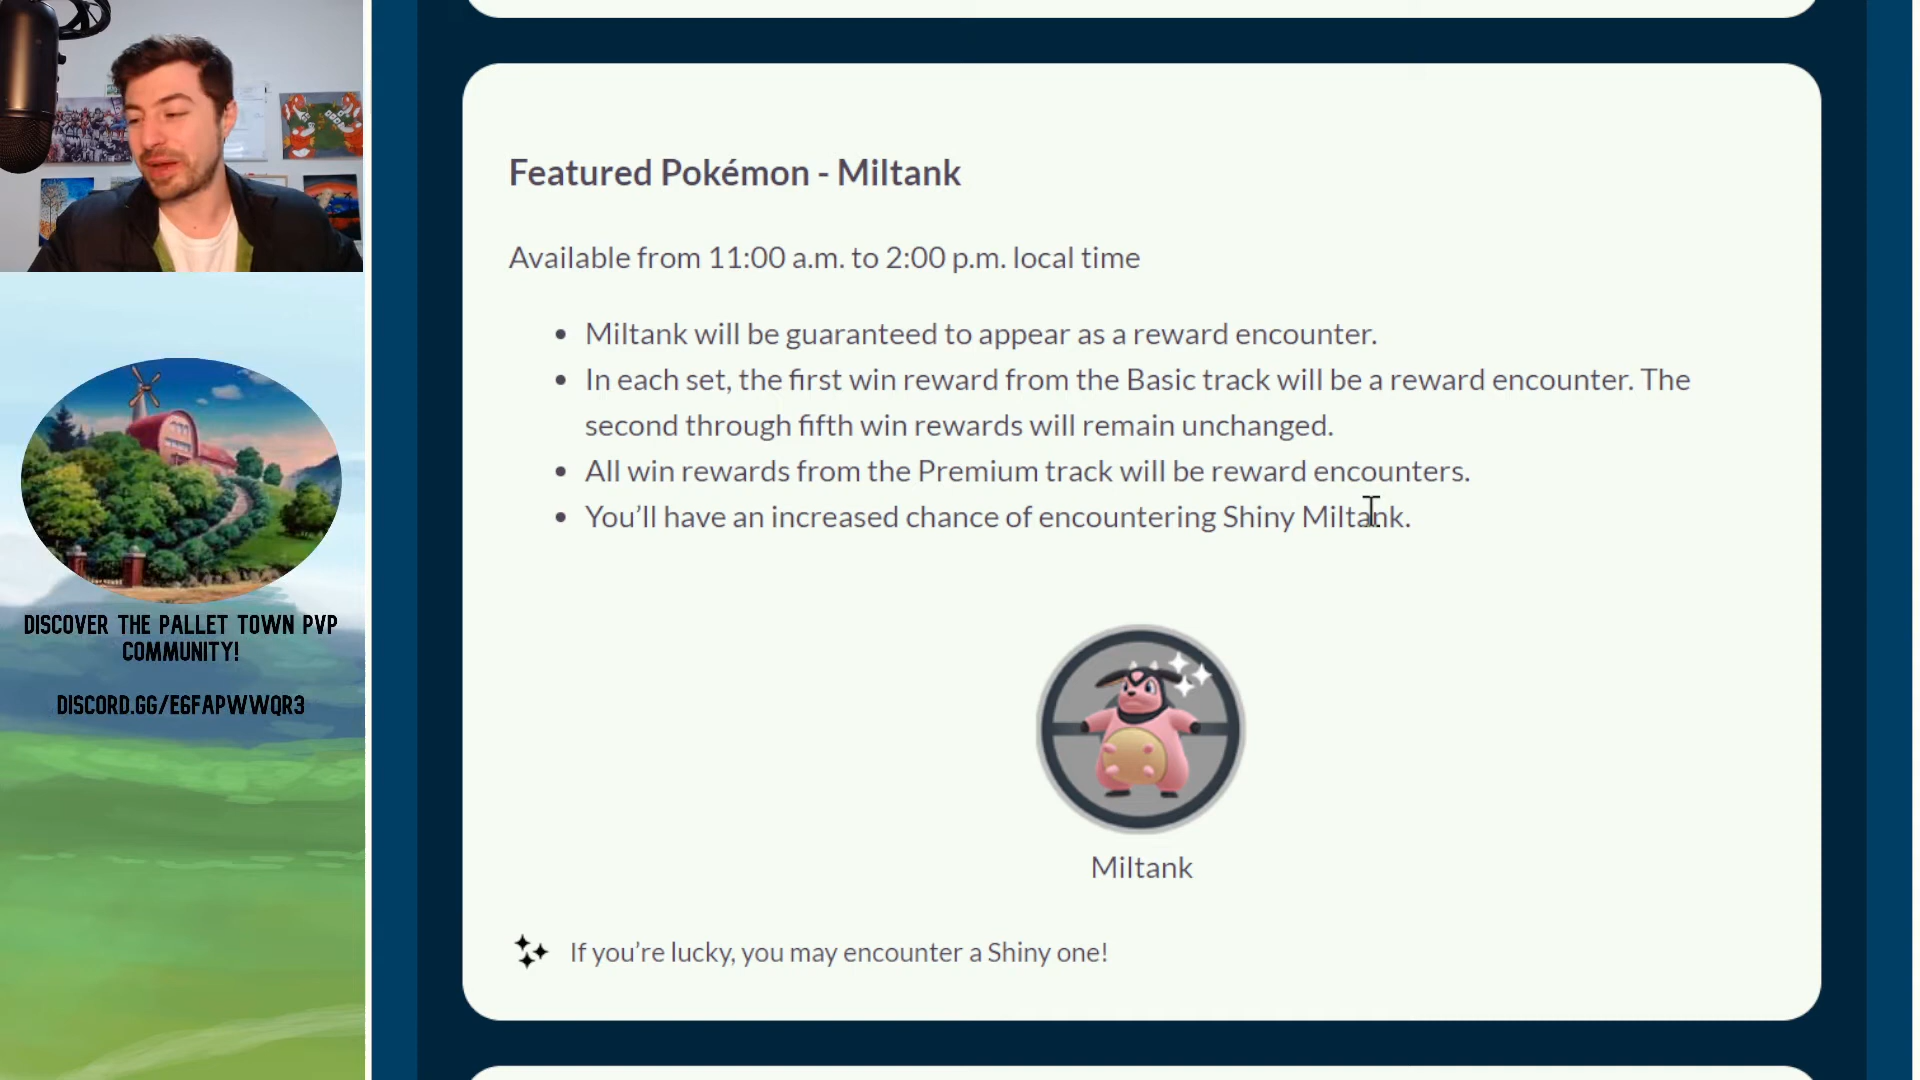 Featured Pokémon - Miltank
Available from 11:00 a.m. to 2:00 p.m. local time
• Miltank will be guaranteed to appear as a reward encounter.
• In each set, the first win reward from the Basic track will be a reward encounter. The
second through fifth win rewards will remain unchanged.
• All win rewards from the Premium track will be reward encounters.
• You’ll have an increased chance of encountering Shiny Miltank.
Miltank
If you’re lucky, you may encounter a Shiny one!
DISCOVER THE PALLET TOWN PVP
COMMUNITY!
DISCORD.GG/E6FAPWWQR3